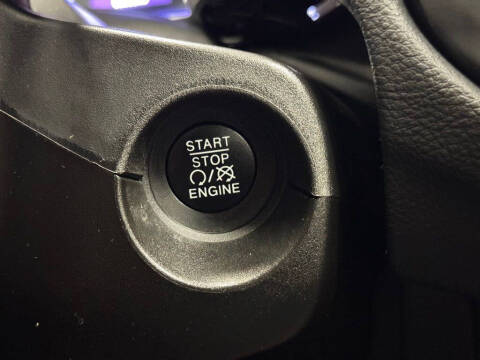 START
STOP
/
ENGINE